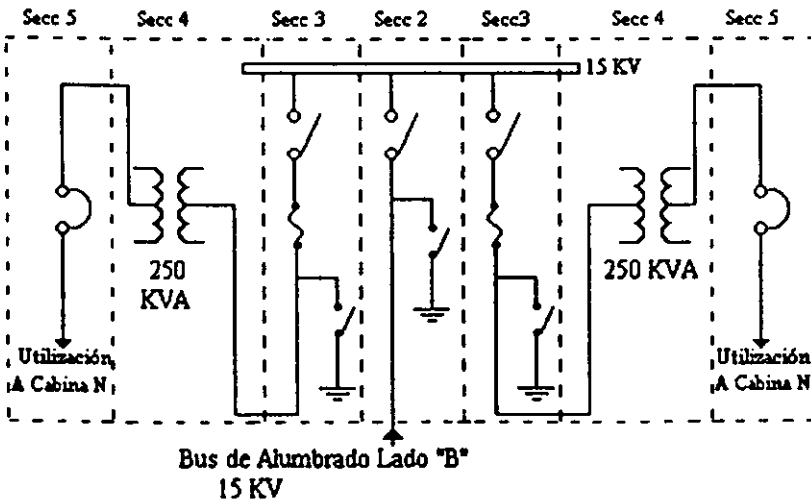 Secc 5 Secc 4 Secc 3 Secc 2 Secc3 Secc 4 Secc 5
15 KV
250
KVA
250 KVA
Utilización
A Cabina N
Utilización
A Cabina N
Bus de Alumbrado Lado "B"
15 KV